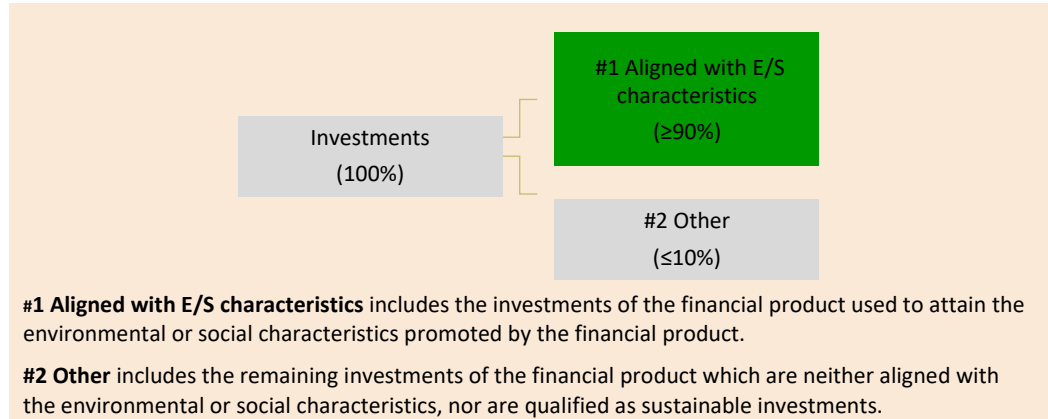 #1 Aligned with E/S
characteristics
(≥90%)
Investments
(100%)
#2 Other
(≤10%)
#1 Aligned with E/S characteristics includes the investments of the financial product used to attain the
environmental or social characteristics promoted by the financial product.
#2 Other includes the remaining investments of the financial product which are neither aligned with
the environmental or social characteristics, nor are qualified as sustainable investments.